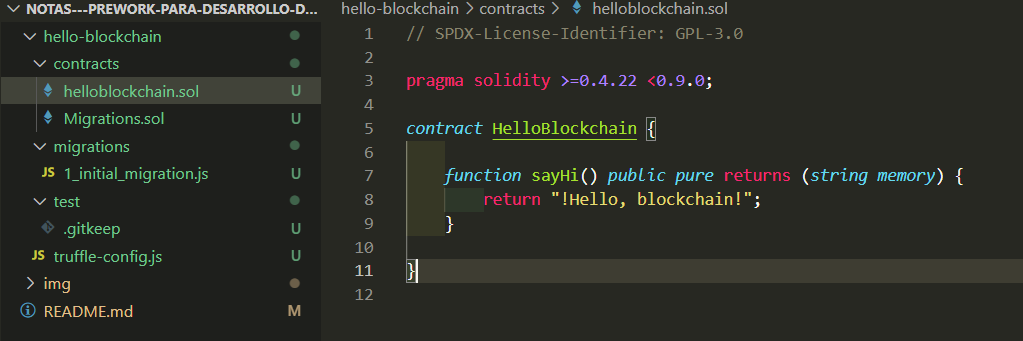 NOTAS---PREWORK-PARA-DESARROLLO-D...
hello-blockchain
contracts
helloblockchain.sol U
Migrations.sol U
migrations
JS 1_initial_migration.js U
test
.gitkeep U
JS truffle-config.js U
img
README.md M
hello-blockchain > contracts > helloblockchain.sol
1 // SPDX-License-Identifier: GPL-3.0
2
3 pragma solidity >=0.4.22 <0.9.0;
4
5 contract HelloBlockchain {
6
7 function sayHi() public pure returns (string memory) {
8 return "!Hello, blockchain!";
9 }
10
11 }
12